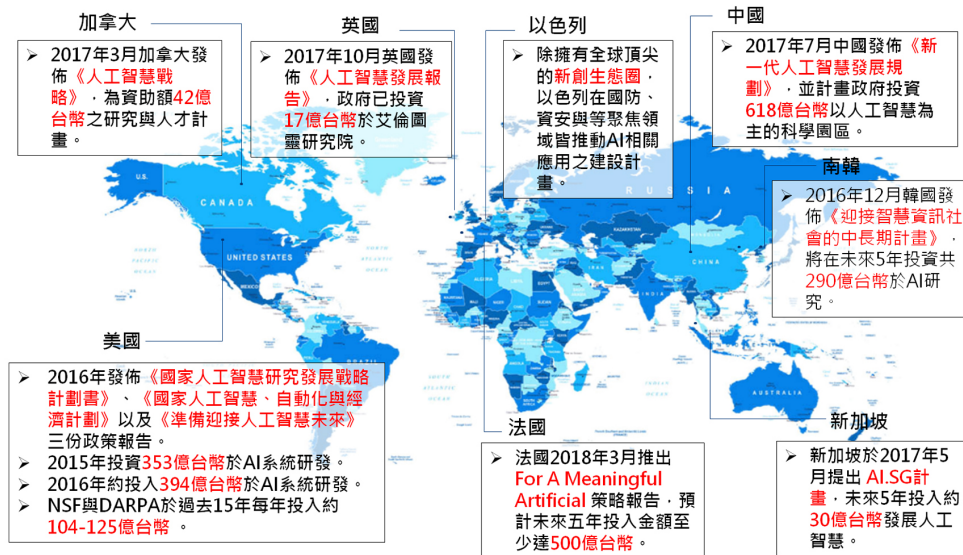 加拿大
➢ 2017年3月加拿大發
佈《人工智慧戰
略》，為資助額42億
台幣之研究與人才計
畫。
英國
➢ 2017年10月英國發
佈《人工智慧發展報
告》，政府已投資
17億台幣於艾倫圖
靈研究院。
以色列
➢ 除擁有全球頂尖
的新創生態圈，
以色列在國防、
資安與等聚焦領
域皆推動AI相關
應用之建設計
畫。
中國
➢ 2017年7月中國發佈《新
一代人工智慧發展規
劃》，並計畫政府投資
618億台幣以人工智慧為
主的科學園區。
南韓
➢ 2016年12月韓國發
佈《迎接智慧資訊社
會的中長期計畫》，
將在未來5年投資共
290億台幣於AI研
究。
美國
➢ 2016年發佈《國家人工智慧研究發展戰略
計劃書》、《國家人工智慧、自動化與經
濟計劃》以及《準備迎接人工智慧未來》
三份政策報告。
➢ 2015年投資353億台幣於AI系統研發。
➢ 2016年約投入394億台幣於AI系統研發。
➢ NSF與DARPA於過去15年每年投入約
104-125億台幣。
法國
➢ 法國2018年3月推出
For A Meaningful
Artificial 策略報告，預
計未來五年投入金額至
少達500億台幣。
新加坡
➢ 新加坡於2017年5
月提出 AI.SG計
畫，未來5年投入約
30億台幣發展人工
智慧。
U.S.
CANADA
UNITED STATES
MEXICO
RUSSIA
KAZAKHSTAN
CHINA
IRAN
INDIA
ALGERIA
LIBYA
EGYPT
BRAZIL
AUSTRALIA
NORTH
PACIFIC
OCEAN
NORTH
ATLANTIC
OCEAN
SOUTH
ATLANTIC
OCEAN
INDIAN
OCEAN